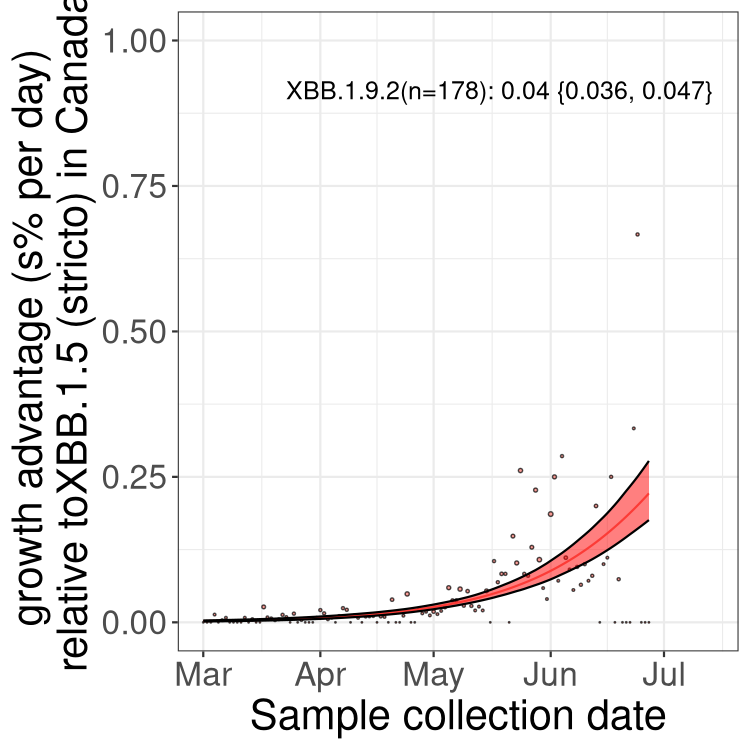 growth advantage (s% per day)
relative toXBB.1.5 (stricto) in Canada
1.00
0.75
0.50
0.25
0.00
XBB.1.9.2(n=178): 0.04 {0.036, 0.047}
Mar Apr May Jun Jul
Sample collection date